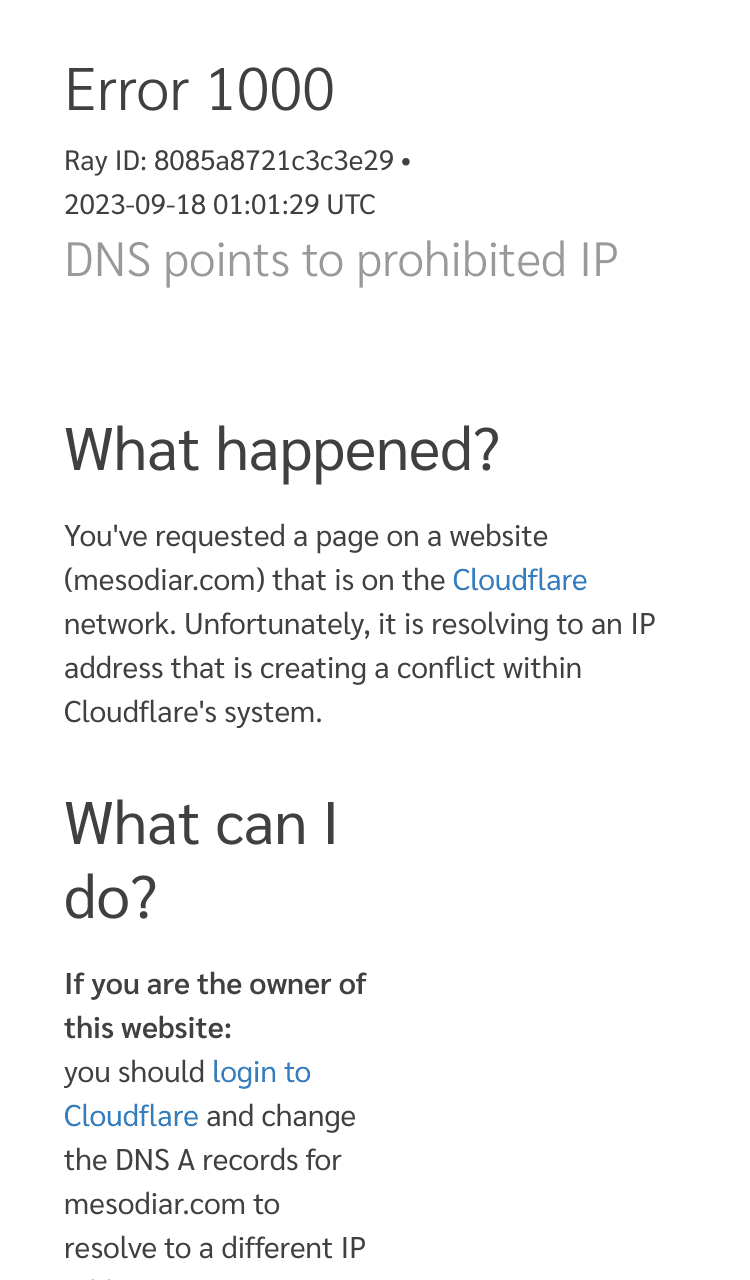 Error 1000
Ray ID: 8085a8721c3c3e29 •
2023-09-18 01:01:29 UTC
DNS points to prohibited IP
What happened?
You've requested a page on a website
(mesodiar.com) that is on the Cloudflare
network. Unfortunately, it is resolving to an IP
address that is creating a conflict within
Cloudflare's system.
What can I
do?
If you are the owner of
this website:
you should login to
Cloudflare and change
the DNS A records for
mesodiar.com to
resolve to a different IP